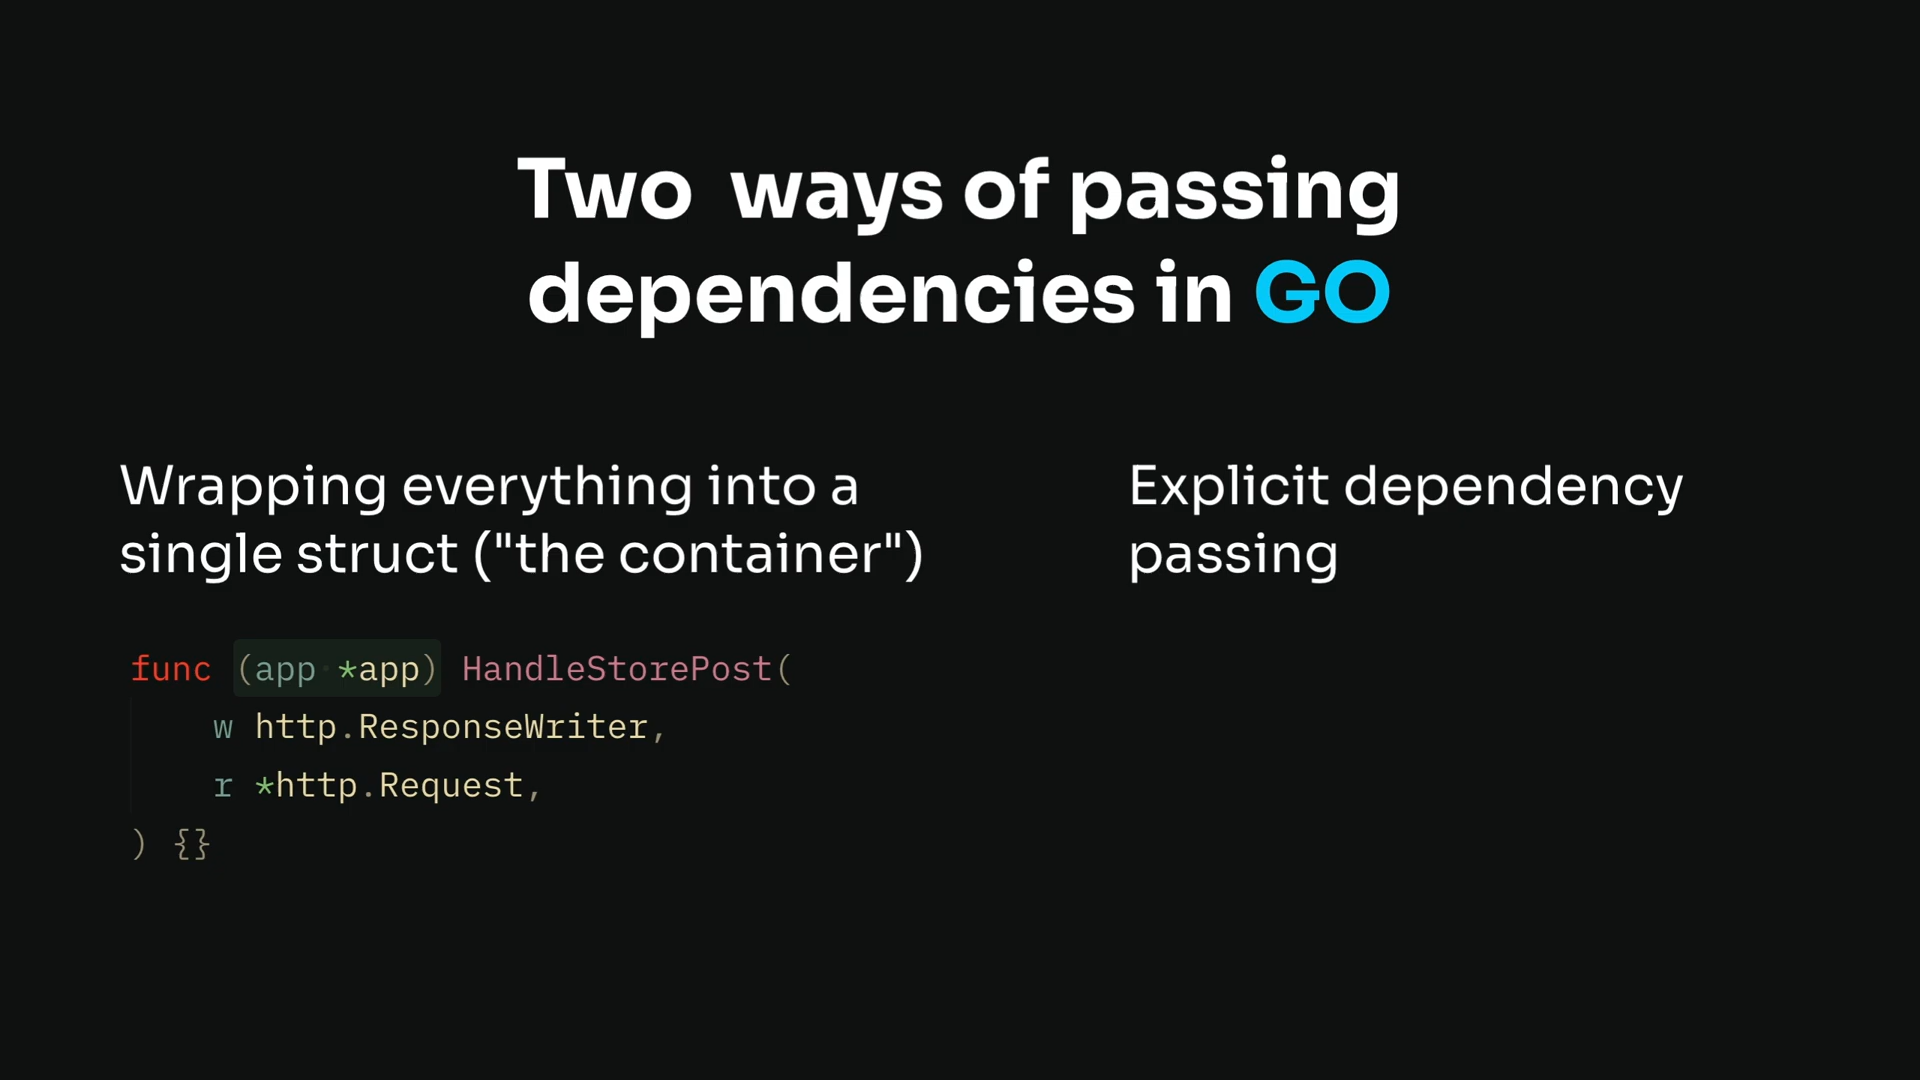 Two  ways of passing
dependencies in GO
Wrapping everything into a
single struct ("the container")
func (app *app) HandleStorePost(
    w http.ResponseWriter,
    r *http.Request,
) {}
Explicit dependency
passing